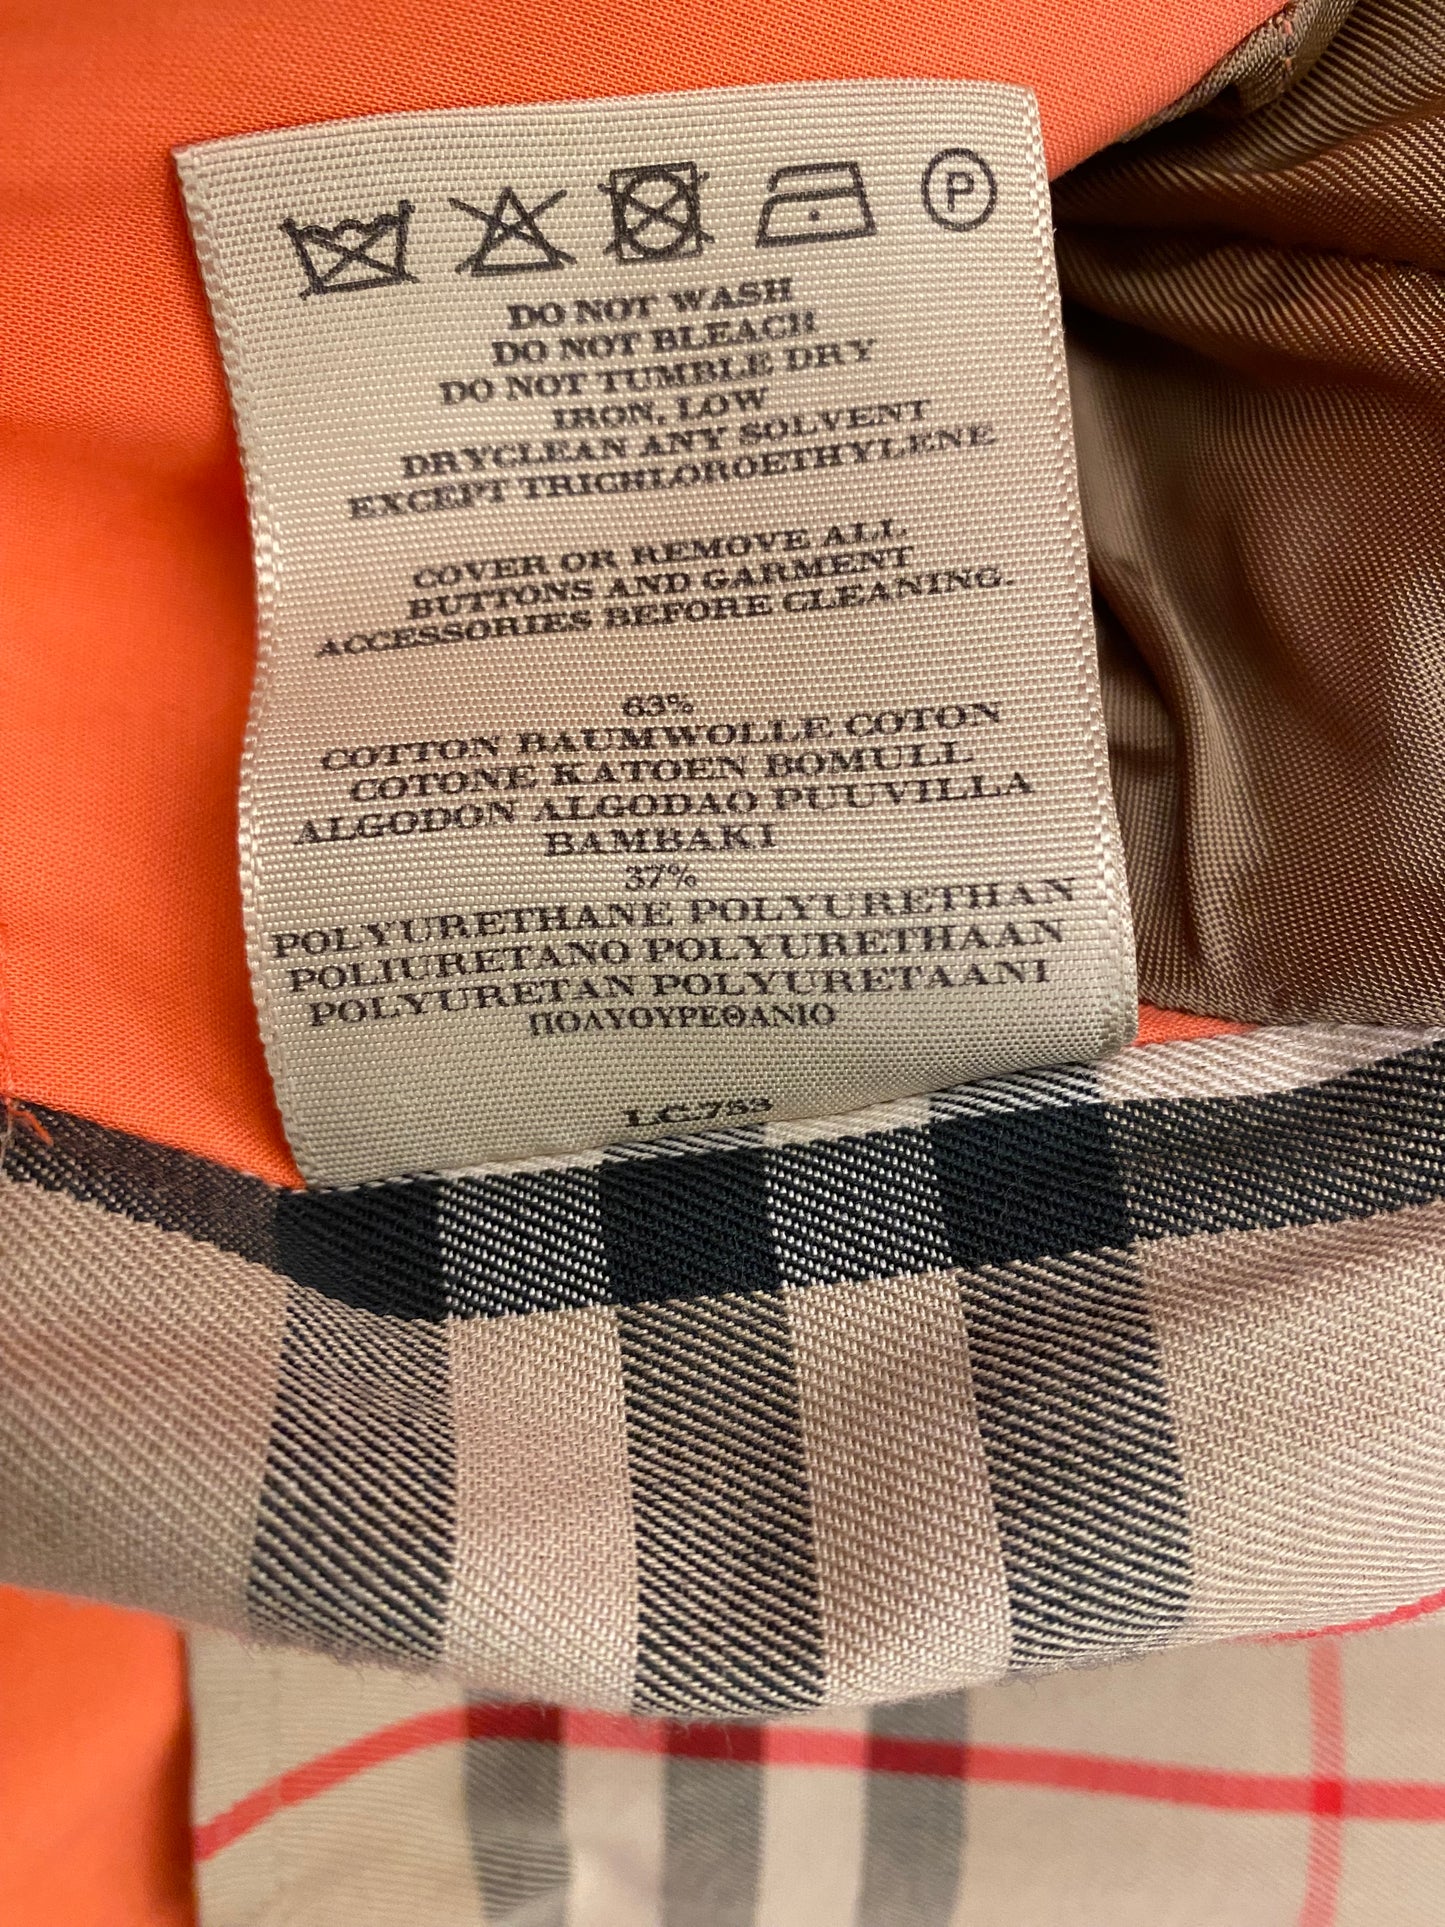 P
DO NOT WASH
DO NOT BLEACH
DO NOT TUMBLE DRY
IRON, LOW
DRYCLEAN ANY SOLVENT
EXCEPT TRICHLOROETHYLENE
COVER OR REMOVE ALL
BUTTONS AND GARMENT
ACCESSORIES BEFORE CLEANING.
63%
COTTON BAUMWOLLE COTON
COTONE KATOEN BOMULL
ALGODON ALGODAO PUUVILLA
BAMBAKI
37%
POLYURETHANE POLYURETHAN
POLIURETANO POLYURETHAAN
POLYURETAN POLYURETAANI
ΠΟΛΥΟΥΡΕΘΑΝΙΟ
LC.753